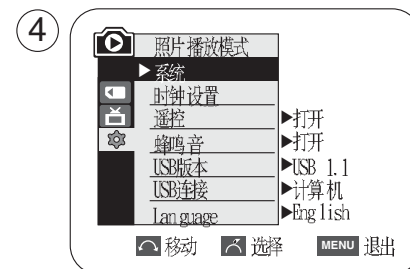 4
照片播放模式
▶系统
时钟设置
遥控 ▶打开
蜂鸣音 ▶打开
USB版本 ▶USB 1.1
USB连接 ▶计算机
Language ▶English
移动 选择 MENU 退出